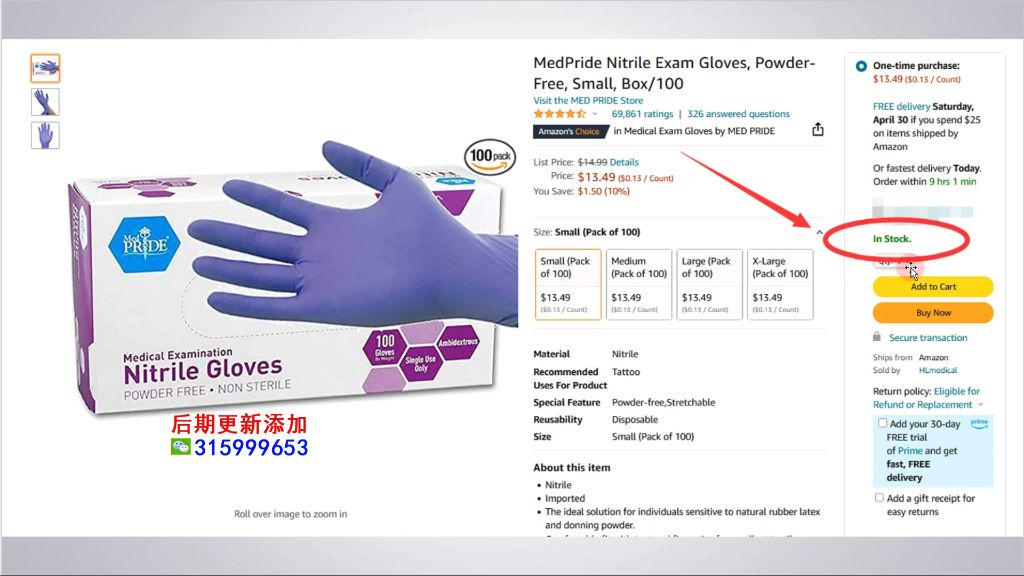 MedPride Nitrile Exam Gloves, Powder-
Free, Small, Box/100
Visit the MED PRIDE Store
69,861 ratings | 326 answered questions
Amazon's Choice in Medical Exam Gloves by MED PRIDE
List Price: $14.99 Details
Price: $13.49 ($0.13 / Count)
You Save: $1.50 (10%)
Size: Small (Pack of 100)
Small (Pack of 100)
$13.49
($0.13 / Count)
Medium (Pack of 100)
$13.49
($0.13 / Count)
Large (Pack of 100)
$13.49
($0.13 / Count)
X-Large (Pack of 100)
$13.49
($0.13 / Count)
Material Nitrile
Recommended Uses For Product Tattoo
Special Feature Powder-free,Stretchable
Reusability Disposable
Size Small (Pack of 100)
About this item
• Nitrile
• Imported
• The ideal solution for individuals sensitive to natural rubber latex
and donning powder.
100 pack
Med
PRIDE
Medical Examination
Nitrile Gloves
POWDER FREE • NON STERILE
100
Gloves
By Weight
Single Use
Only
Ambidextrous
后期更新添加
315999653
Roll over image to zoom in
One-time purchase:
$13.49 ($0.13 / Count)
FREE delivery Saturday,
April 30 if you spend $25
on items shipped by
Amazon
Or fastest delivery Today.
Order within 9 hrs 1 min
In Stock.
Add to Cart
Buy Now
Secure transaction
Ships from Amazon
Sold by HLmedical
Return policy: Eligible for
Refund or Replacement
Add your 30-day
FREE trial
of Prime and get
fast, FREE
delivery
prime
Add a gift receipt for
easy returns